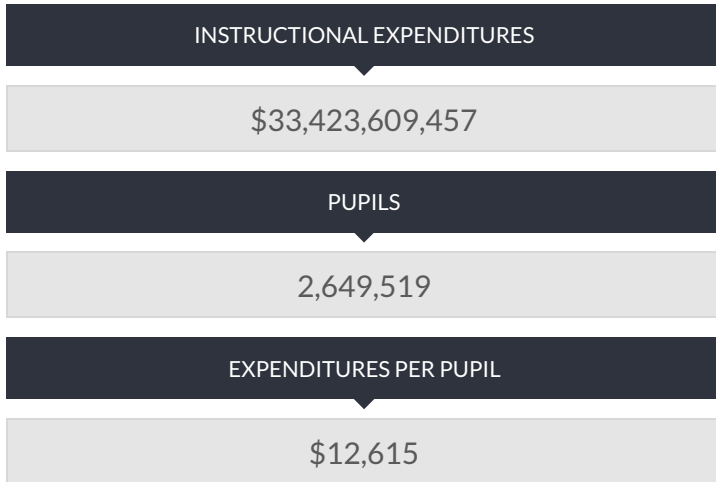 INSTRUCTIONAL EXPENDITURES
$33,423,609,457
PUPILS
2,649,519
EXPENDITURES PER PUPIL
$12,615